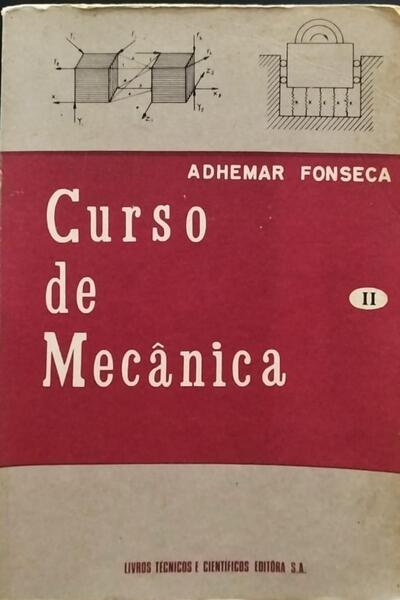 ADHEMAR FONSECA
Curso
de
II
Mecânica
LIVROS TÉCNICOS E CIENTÍFICOS EDITÔRA S.A.